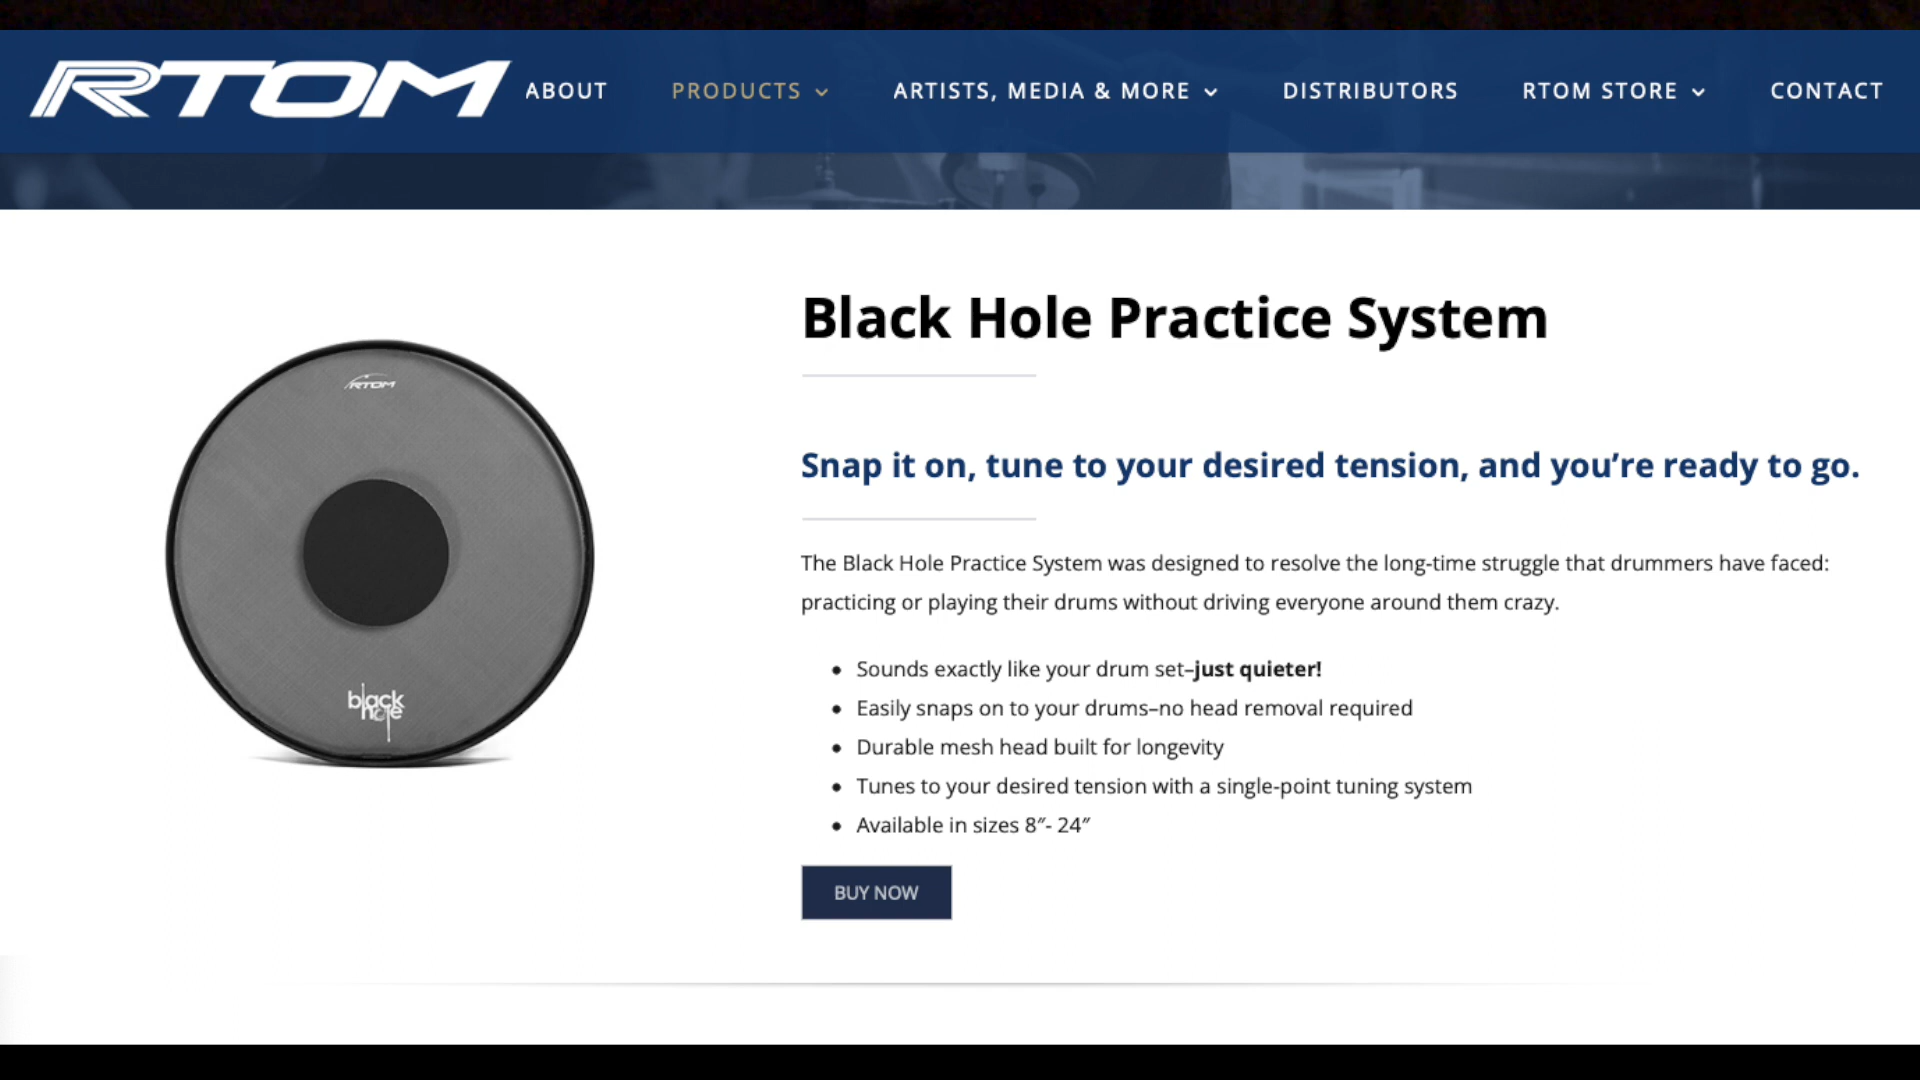 RTOM ABOUT PRODUCTS ARTISTS, MEDIA & MORE DISTRIBUTORS RTOM STORE CONTACT
Black Hole Practice System
Snap it on, tune to your desired tension, and you’re ready to go.
The Black Hole Practice System was designed to resolve the long-time struggle that drummers have faced:
practicing or playing their drums without driving everyone around them crazy.
Sounds exactly like your drum set–just quieter!
Easily snaps on to your drums–no head removal required
Durable mesh head built for longevity
Tunes to your desired tension with a single-point tuning system
Available in sizes 8″- 24″
BUY NOW
RTOM
black
hole